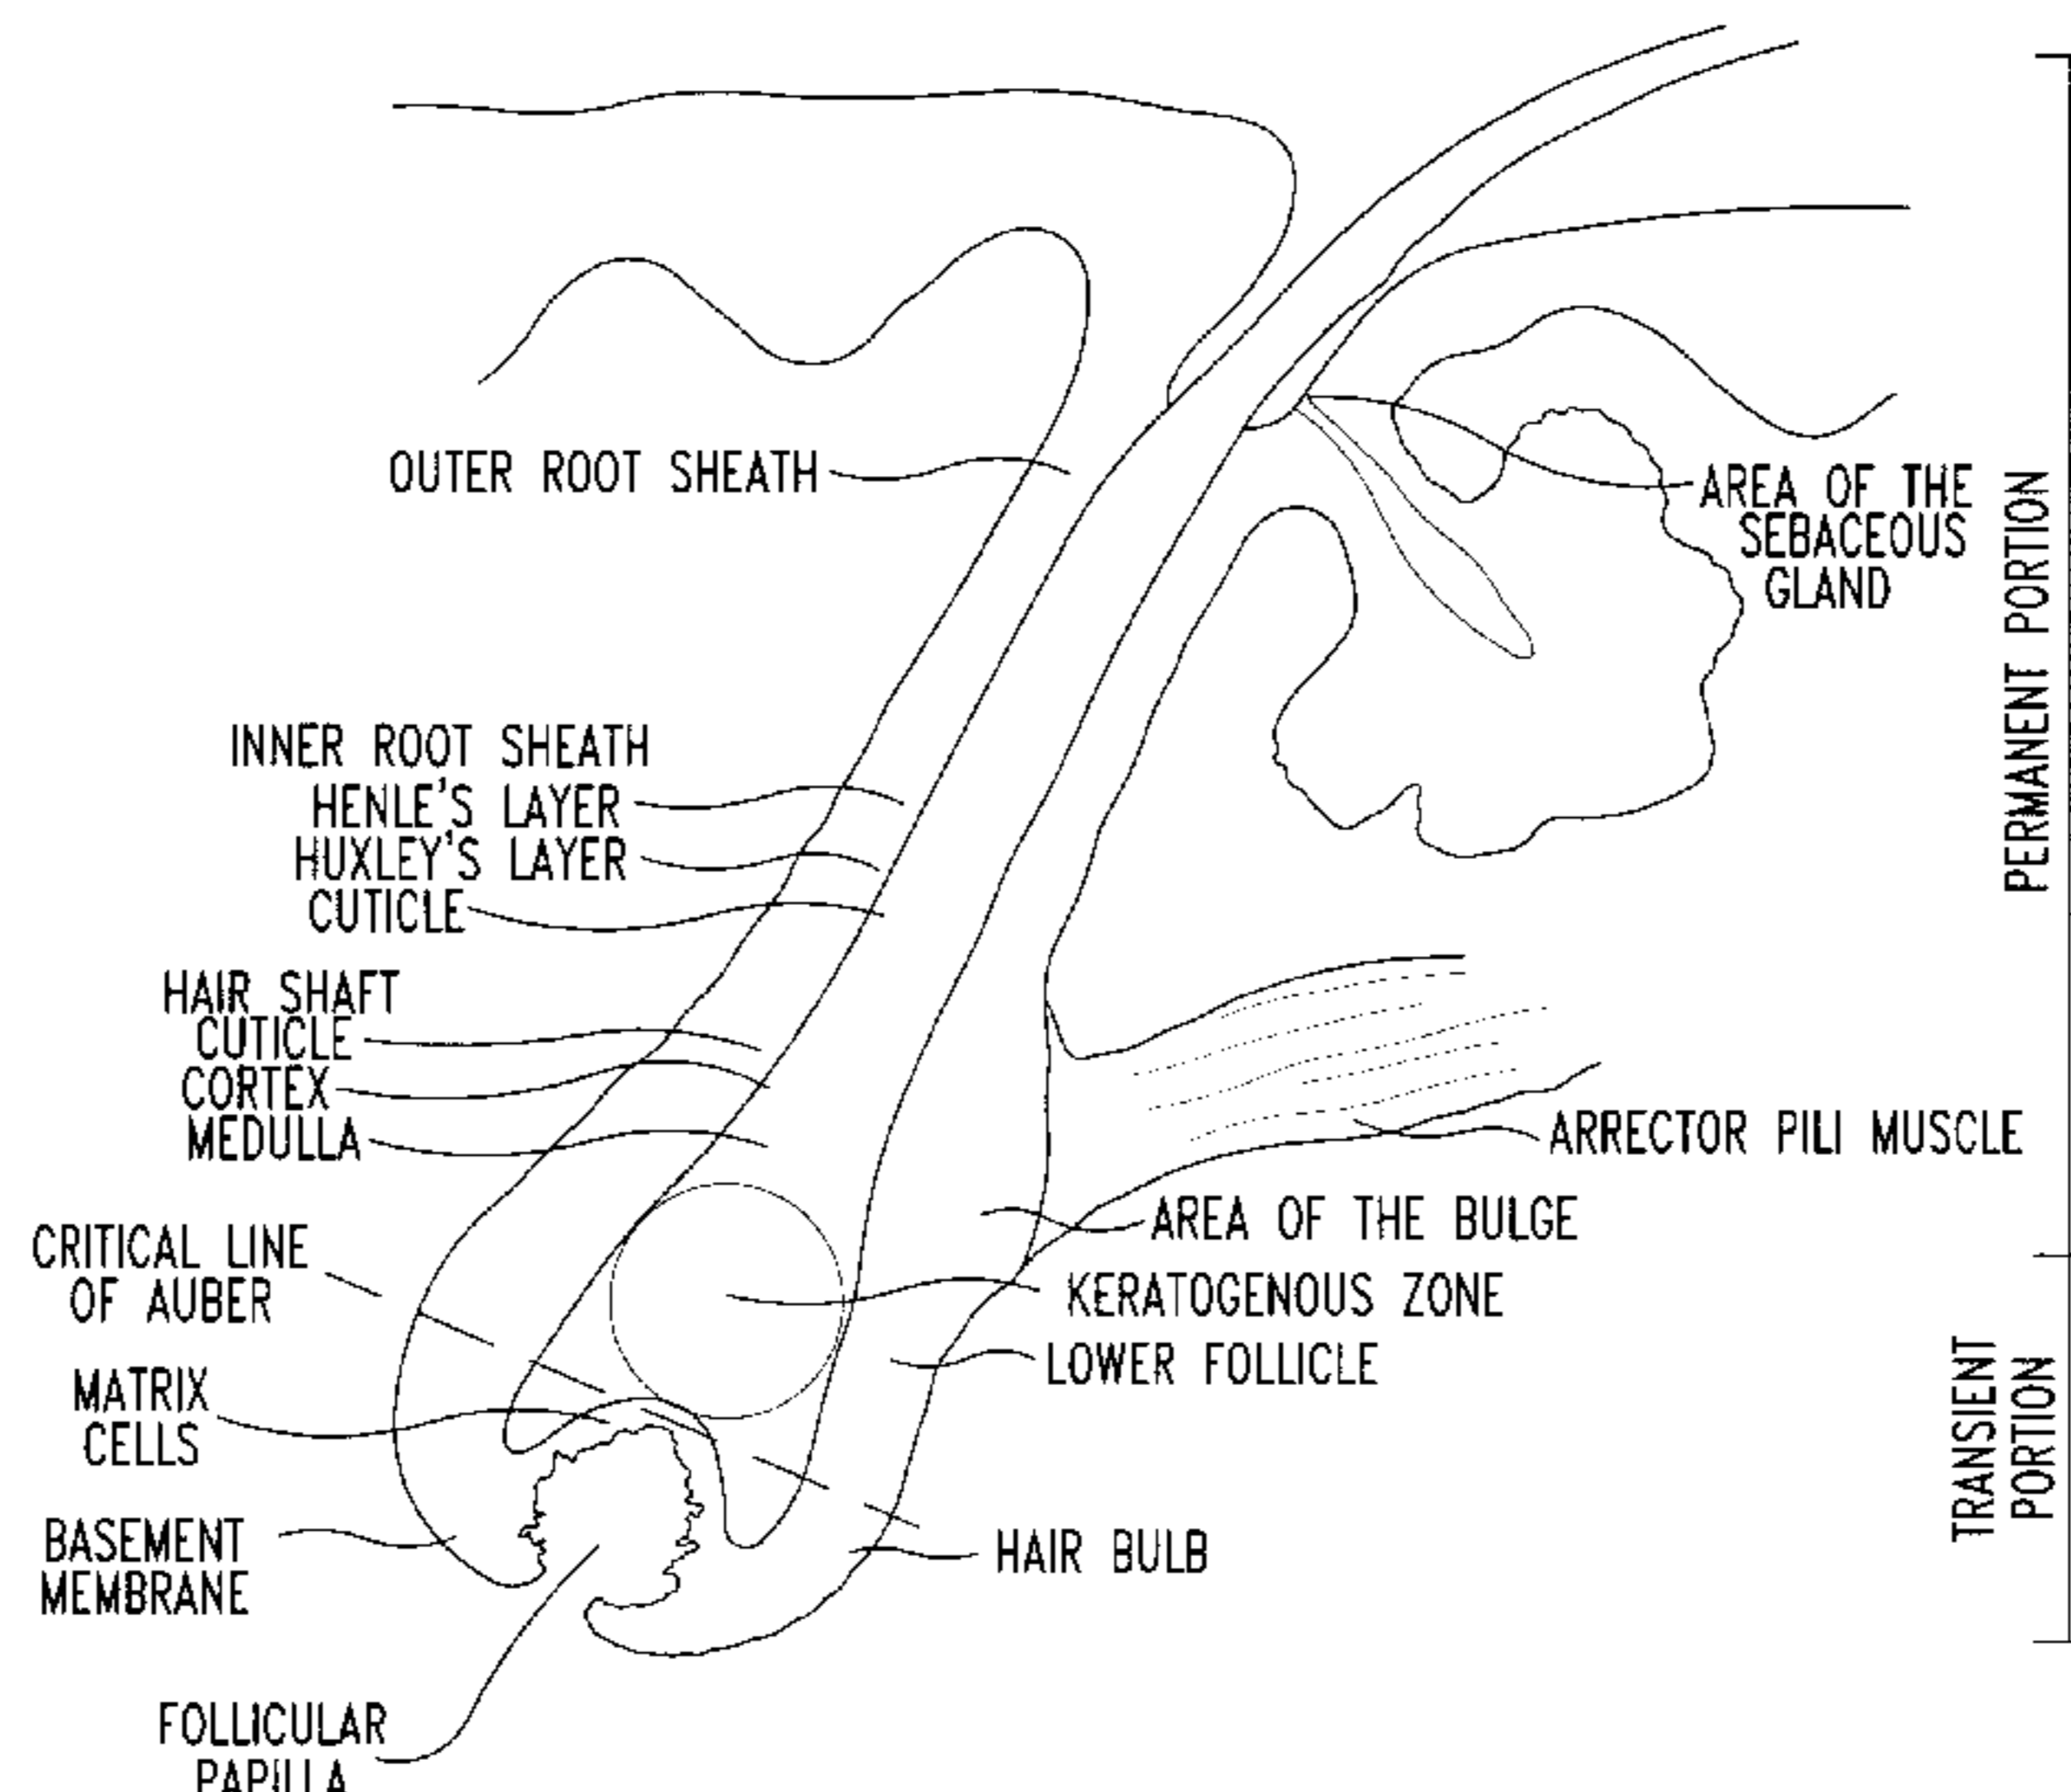 OUTER ROOT SHEATH
AREA OF THE
SEBACEOUS
GLAND
PERMANENT PORTION
INNER ROOT SHEATH
HENLE'S LAYER
HUXLEY'S LAYER
CUTICLE
HAIR SHAFT
CUTICLE
CORTEX
MEDULLA
ARRECTOR PILI MUSCLE
AREA OF THE BULGE
CRITICAL LINE
OF AUBER
KERATOGENOUS ZONE
LOWER FOLLICLE
TRANSIENT
PORTION
MATRIX
CELLS
BASEMENT
MEMBRANE
HAIR BULB
FOLLICULAR
PAPILLA